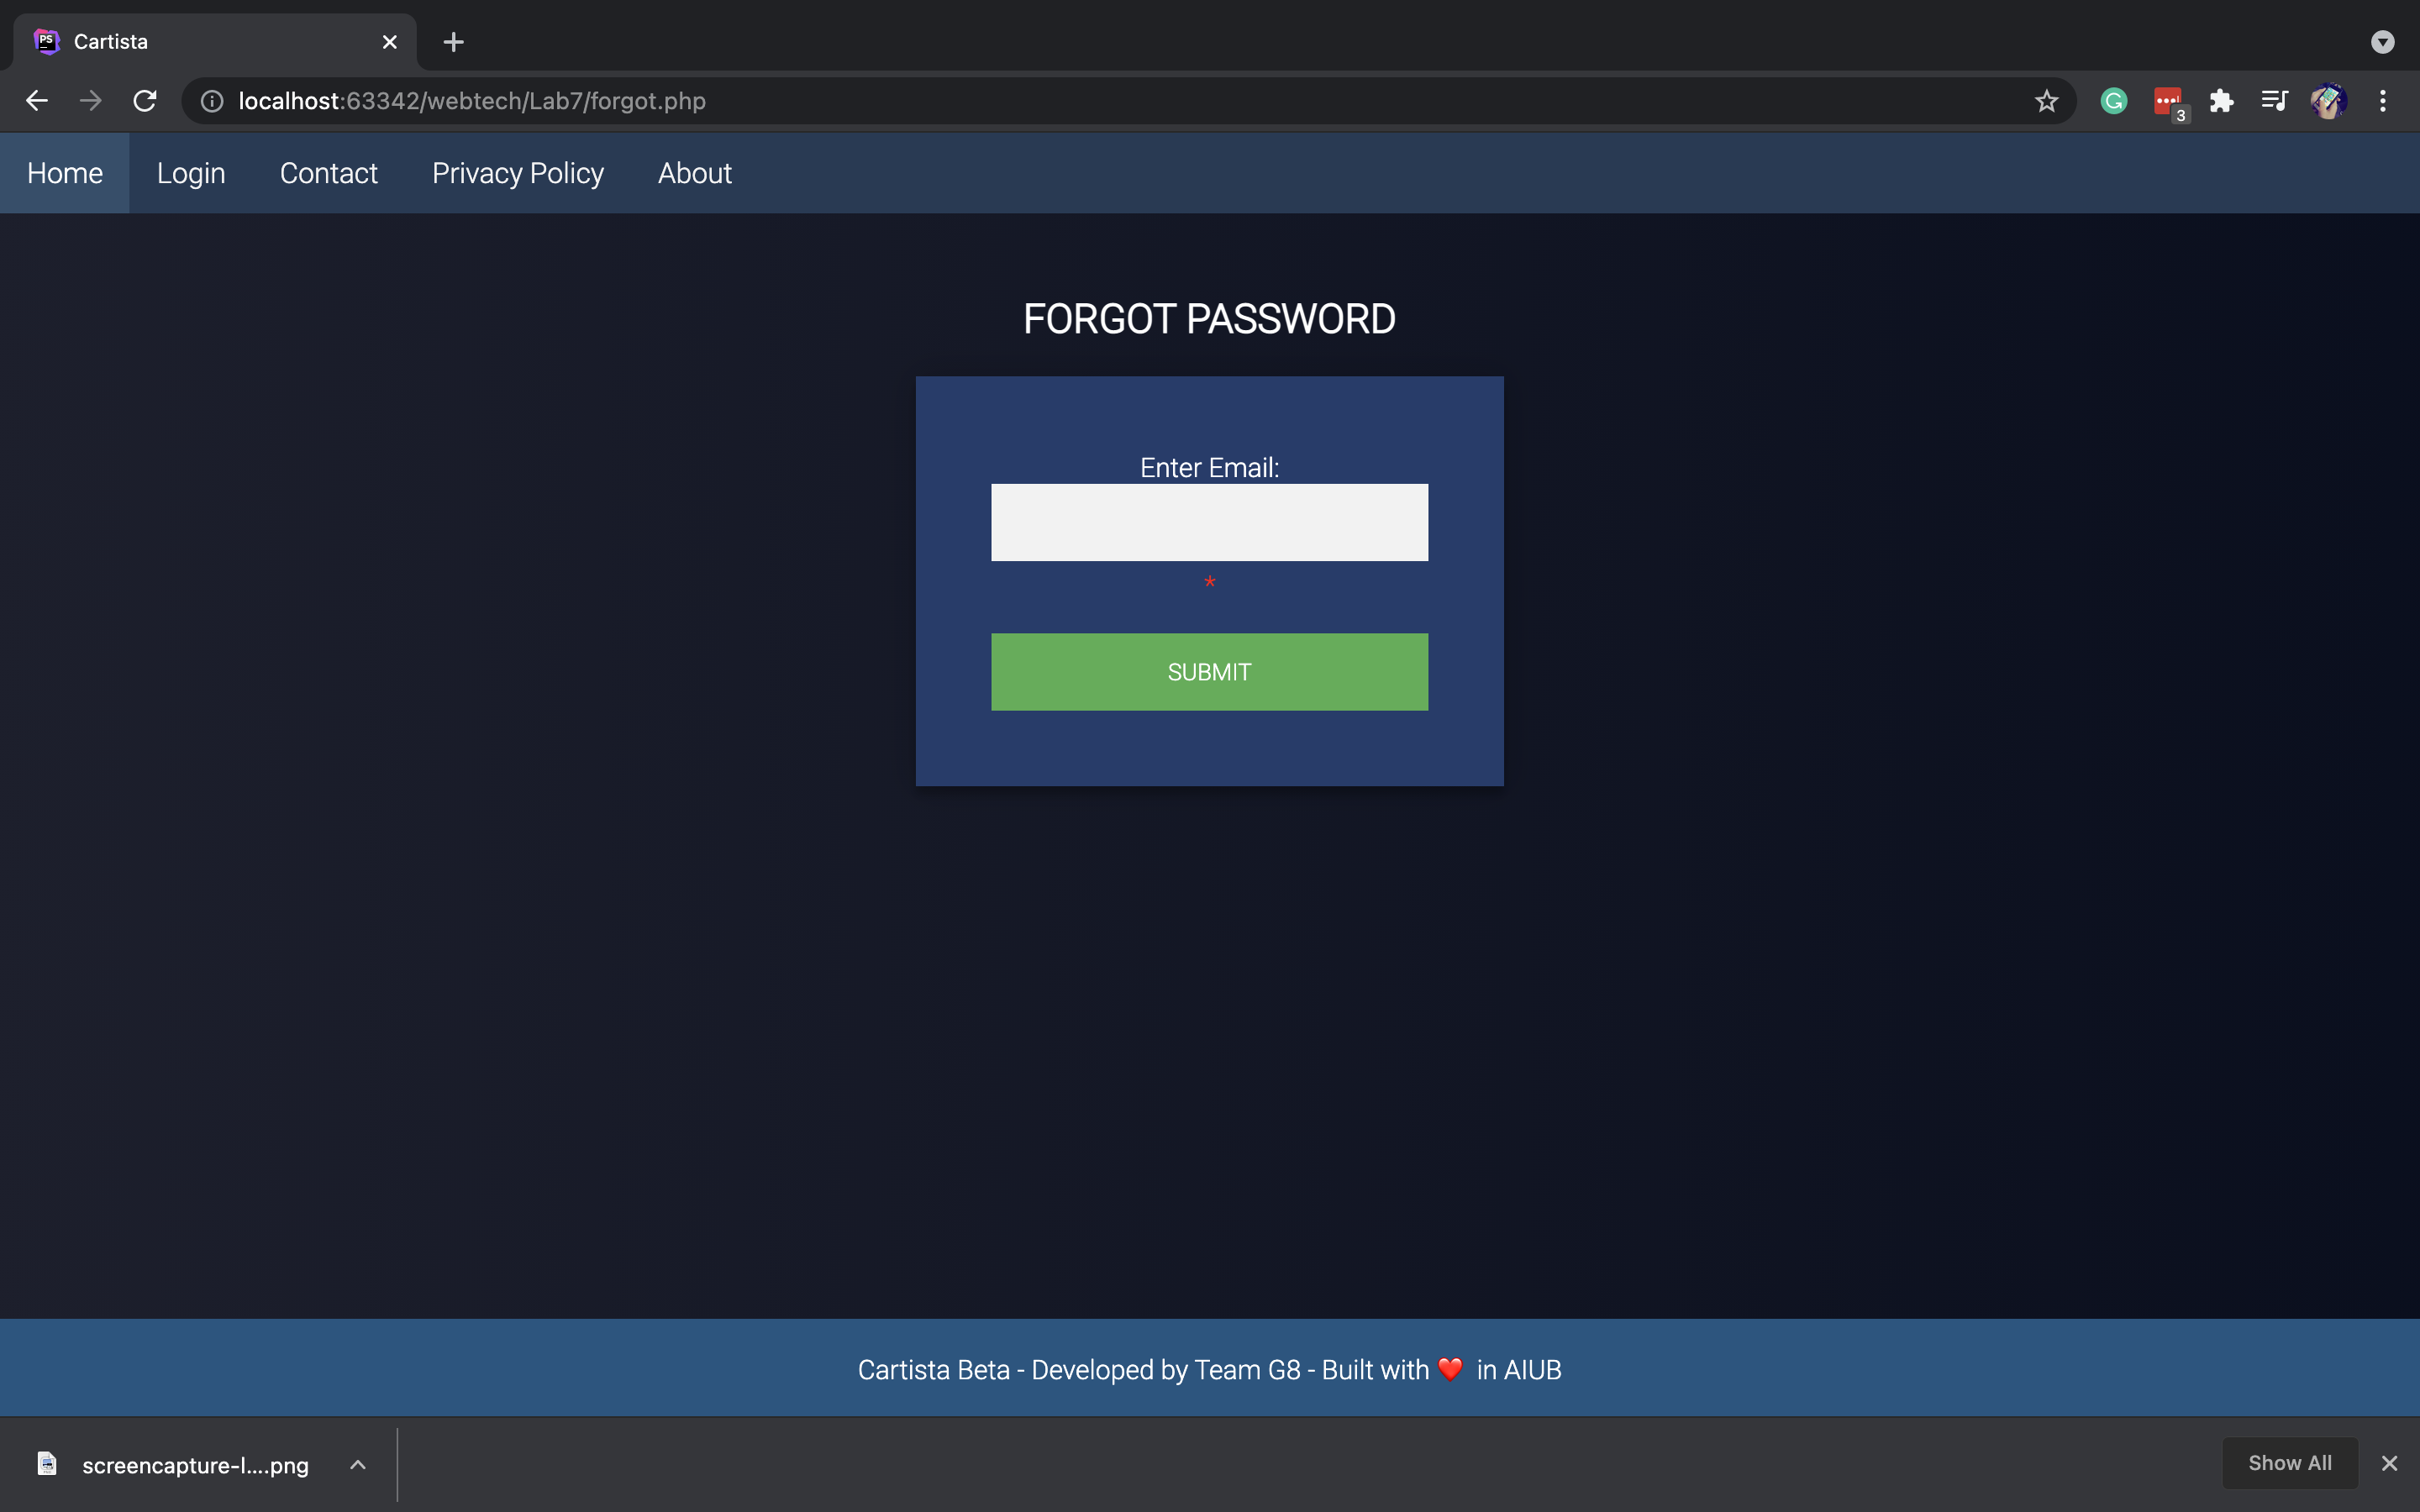 PS
Cartista
localhost:63342/webtech/Lab7/forgot.php
3
Home Login Contact Privacy Policy About
FORGOT PASSWORD
Enter Email:
*
SUBMIT
Cartista Beta - Developed by Team G8 - Built with ❤️ in AIUB
screencapture-l....png
Show All